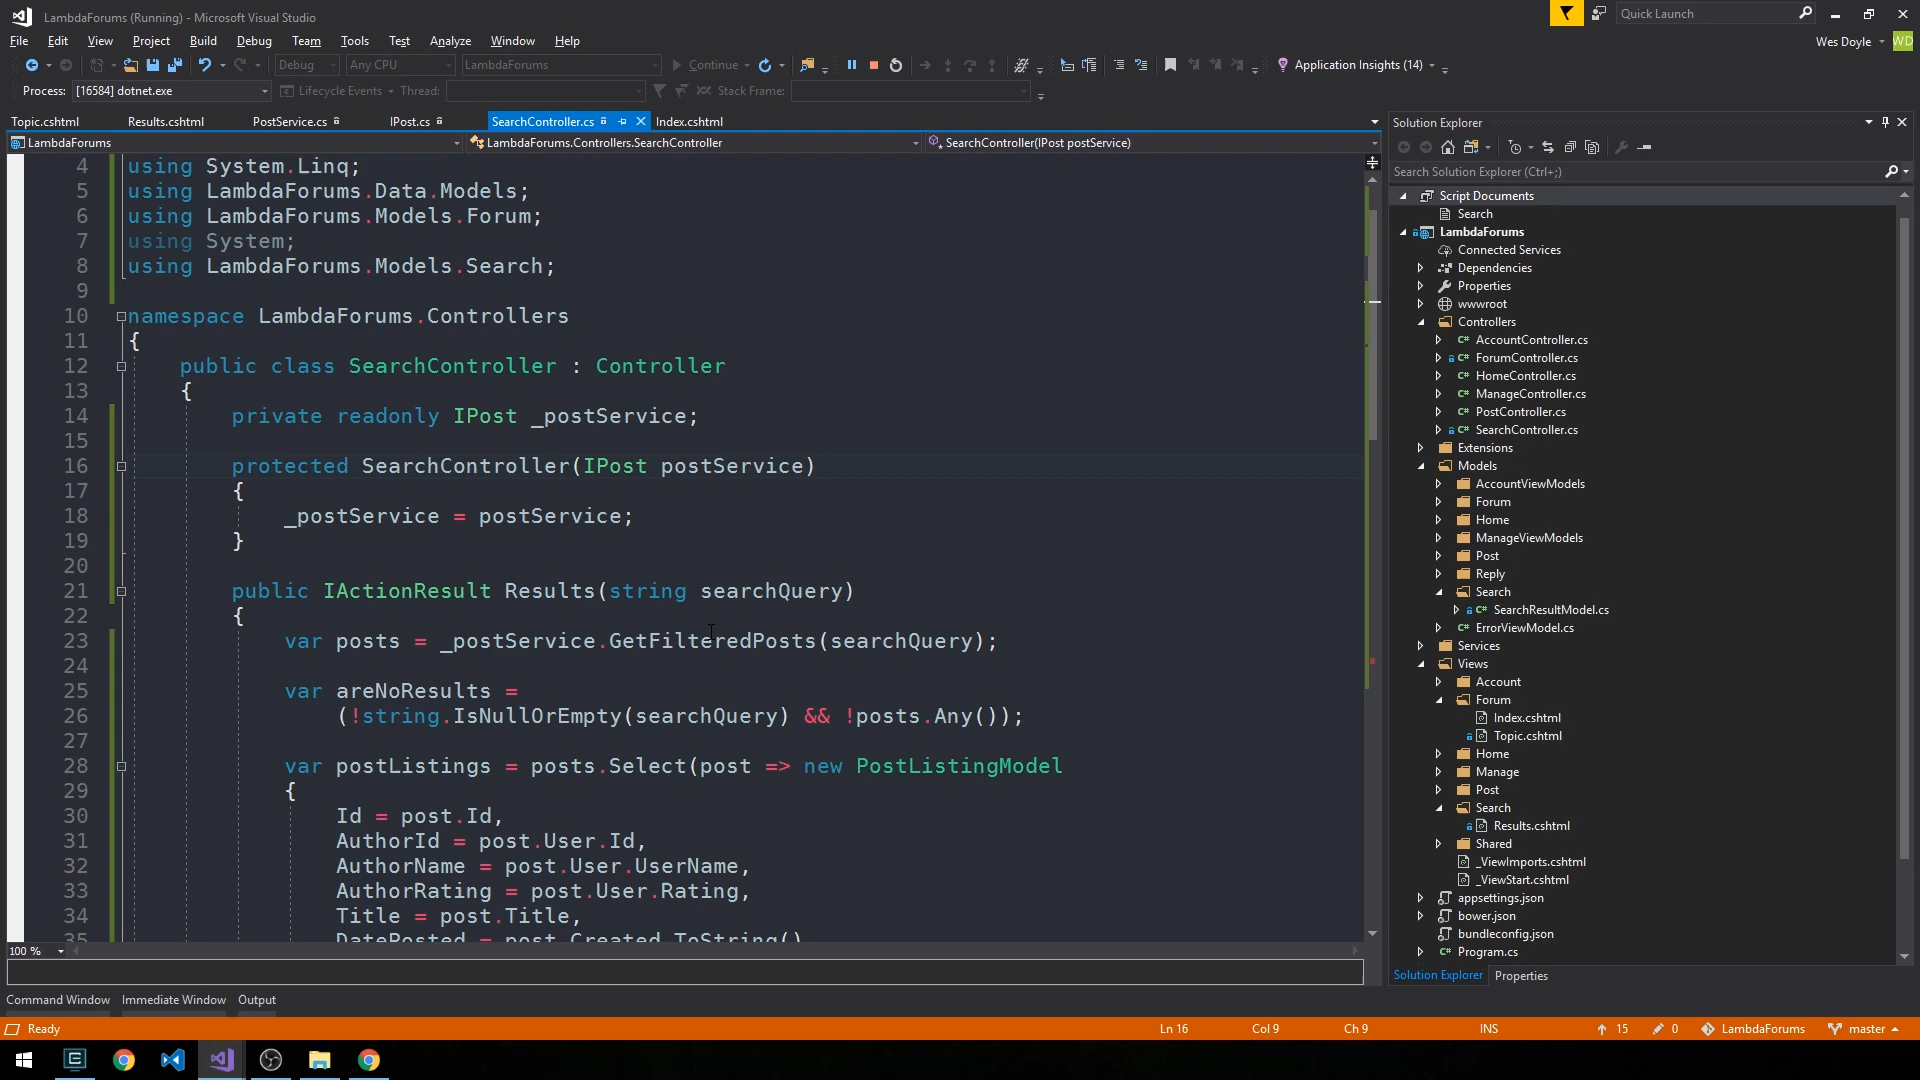 LambdaForums (Running) - Microsoft Visual Studio
Quick Launch
File Edit View Project Build Debug Team Tools Test Analyze Window Help
Wes Doyle WD
Debug Any CPU LambdaForums Continue Application Insights (14)
Process: [16584] dotnet.exe Lifecycle Events Thread: Stack Frame:
Topic.cshtml Results.cshtml PostService.cs IPost.cs SearchController.cs Index.cshtml
LambdaForums LambdaForums.Controllers.SearchController SearchController(IPost postService)
4 using System.Linq;
5 using LambdaForums.Data.Models;
6 using LambdaForums.Models.Forum;
7 using System;
8 using LambdaForums.Models.Search;
9
10 namespace LambdaForums.Controllers
11 {
12 public class SearchController : Controller
13 {
14 private readonly IPost _postService;
15
16 protected SearchController(IPost postService)
17 {
18 _postService = postService;
19 }
20
21 public IActionResult Results(string searchQuery)
22 {
23 var posts = _postService.GetFilteredPosts(searchQuery);
24
25 var areNoResults =
26 (!string.IsNullOrEmpty(searchQuery) && !posts.Any());
27
28 var postListings = posts.Select(post => new PostListingModel
29 {
30 Id = post.Id,
31 AuthorId = post.User.Id,
32 AuthorName = post.User.UserName,
33 AuthorRating = post.User.Rating,
34 Title = post.Title,
35 DatePosted = post.Created.ToString()
100 %
Command Window Immediate Window Output
Solution Explorer
Search Solution Explorer (Ctrl+;)
Script Documents
Search
LambdaForums
Connected Services
Dependencies
Properties
wwwroot
Controllers
AccountController.cs
ForumController.cs
HomeController.cs
ManageController.cs
PostController.cs
SearchController.cs
Extensions
Models
AccountViewModels
Forum
Home
ManageViewModels
Post
Reply
Search
SearchResultModel.cs
ErrorViewModel.cs
Services
Views
Account
Forum
Index.cshtml
Topic.cshtml
Home
Manage
Post
Search
Results.cshtml
Shared
_ViewImports.cshtml
_ViewStart.cshtml
appsettings.json
bower.json
bundleconfig.json
Program.cs
Solution Explorer Properties
Ready Ln 16 Col 9 Ch 9 INS 15 0 LambdaForums master